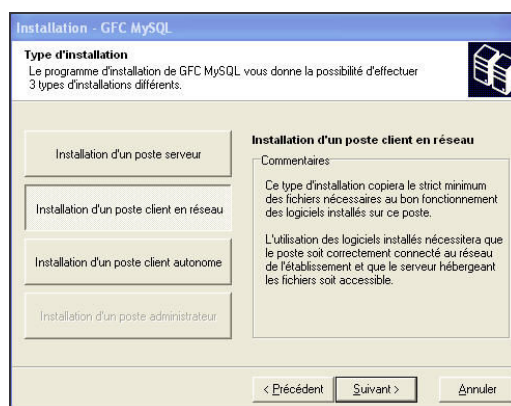 Installation - GFC MySQL
Type d'installation
Le programme d'installation de GFC MySQL vous donne la possibilité d'effectuer
3 types d'installations différents.
Installation d'un poste serveur
Installation d'un poste client en réseau
Installation d'un poste client autonome
Installation d'un poste administrateur
Installation d'un poste client en réseau
Commentaires
Ce type d'installation copiera le strict minimum
des fichiers nécessaires au bon fonctionnement
des logiciels installés sur ce poste.
L'utilisation des logiciels installés nécessitera que
le poste soit correctement connecté au réseau
de l'établissement et que le serveur hébergeant
les fichiers soit accessible.
< Précédent
Suivant >
Annuler